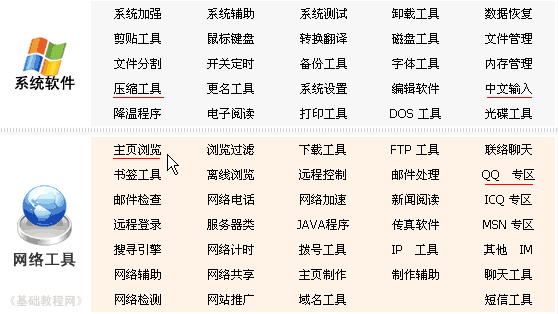 系统加强 系统辅助 系统测试 卸载工具 数据恢复
剪贴工具 鼠标键盘 转换翻译 磁盘工具 文件管理
文件分割 开关定时 备份工具 字体工具 内存管理
系统软件
压缩工具 更名工具 系统设置 编辑软件 中文输入
降温程序 电子阅读 打印工具 DOS 工具 光碟工具
主页浏览 浏览过滤 下载工具 FTP 工具 联络聊天
书签工具 离线浏览 远程控制 邮件处理 QQ 专区
邮件检查 网络电话 网络加速 新闻阅读 ICQ 专区
远程登录 服务器类 JAVA程序 传真软件 MSN 专区
搜寻引擎 网络计时 拨号工具 IP 工具 其他 IM
网络工具
网络辅助 网络共享 主页制作 制作辅助 聊天工具
网络检测 网站推广 域名工具 短信工具
《基础教程网》